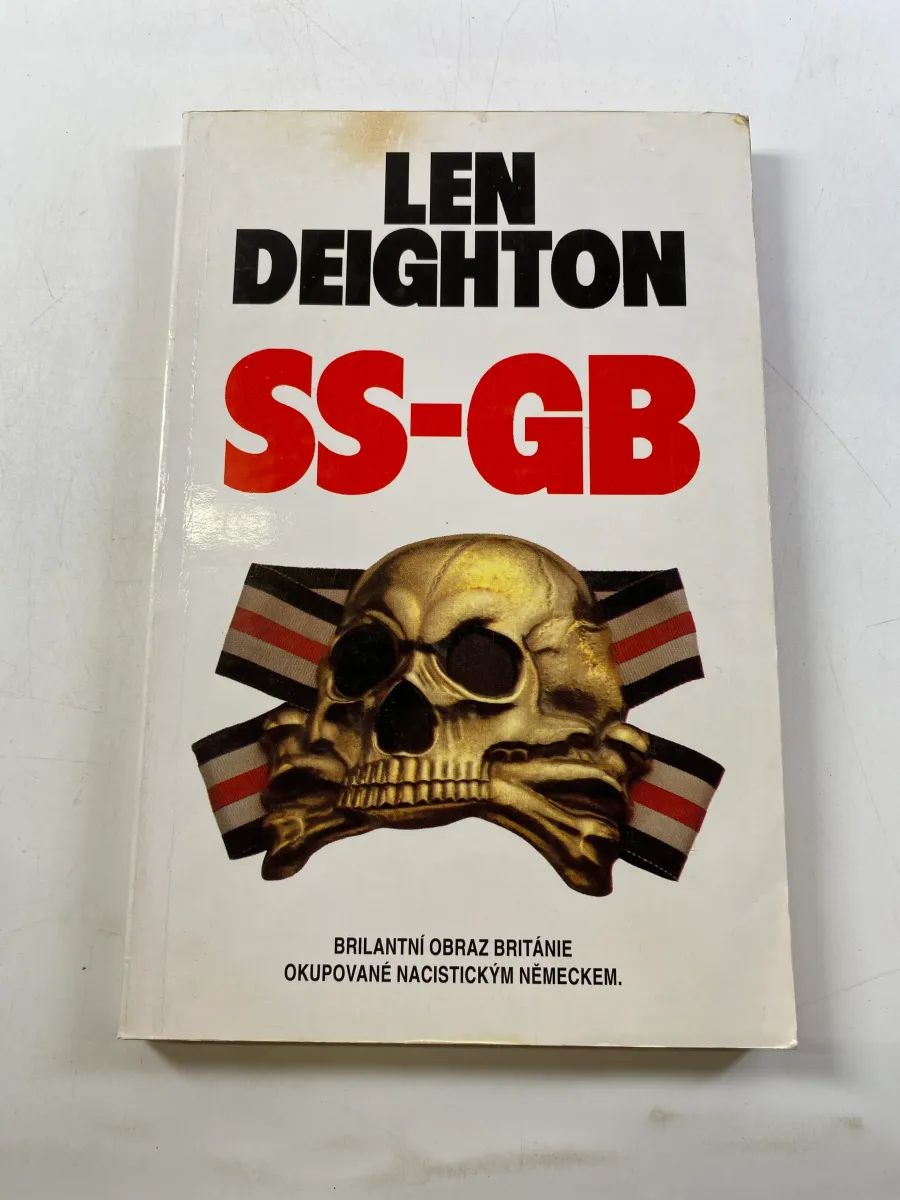 LEN
DEIGHTON
SS-GB
BRILANTNÍ OBRAZ BRITÁNIE
OKUPOVANÉ NACISTICKÝM NĚMECKEM.